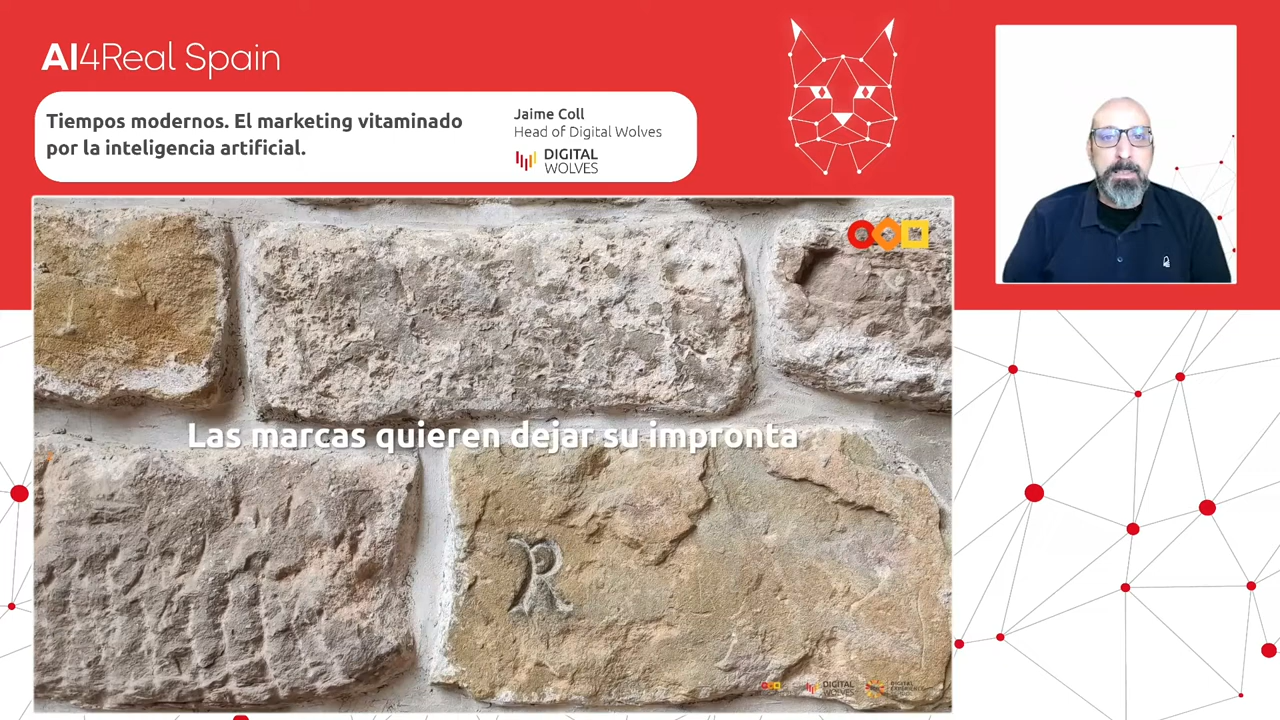 AI4Real Spain
Tiempos modernos. El marketing vitaminado
por la inteligencia artificial.
Jaime Coll
Head of Digital Wolves
DIGITAL
WOLVES
Las marcas quieren dejar su impronta
R
DIGITAL
WOLVES
DIGITAL